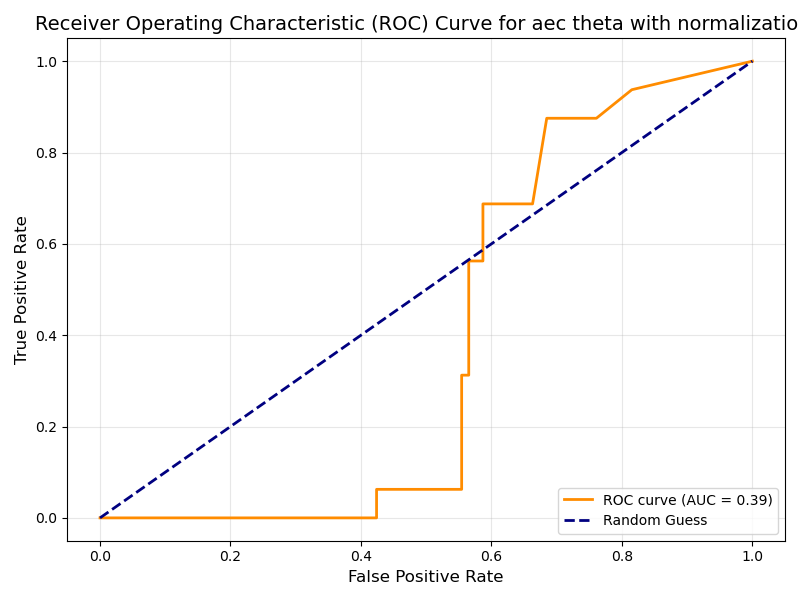 Receiver Operating Characteristic (ROC) Curve for aec theta with normalizatio
1.0
0.8
0.6
0.4
0.2
0.0
True Positive Rate
0.0 0.2 0.4 0.6 0.8 1.0
False Positive Rate
ROC curve (AUC = 0.39)
Random Guess